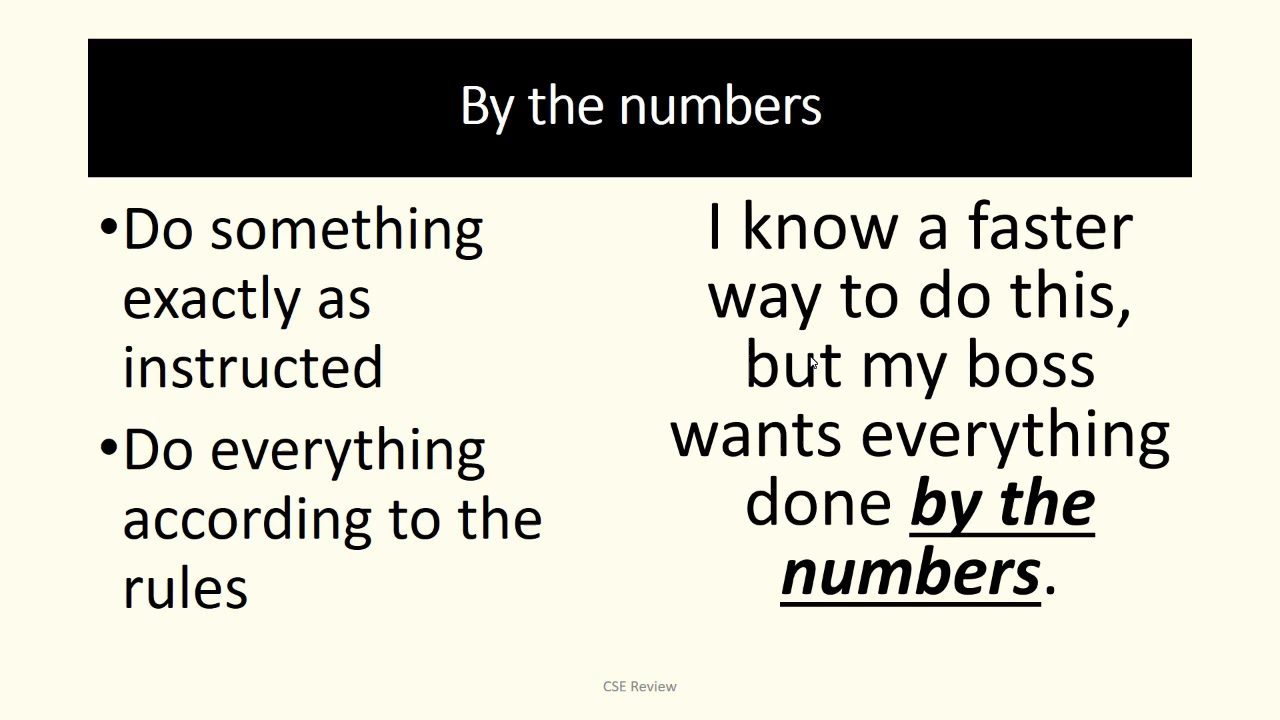 By the numbers
•Do something
exactly as
instructed
•Do everything
according to the
rules
I know a faster
way to do this,
but my boss
wants everything
done by the
numbers.
CSE Review